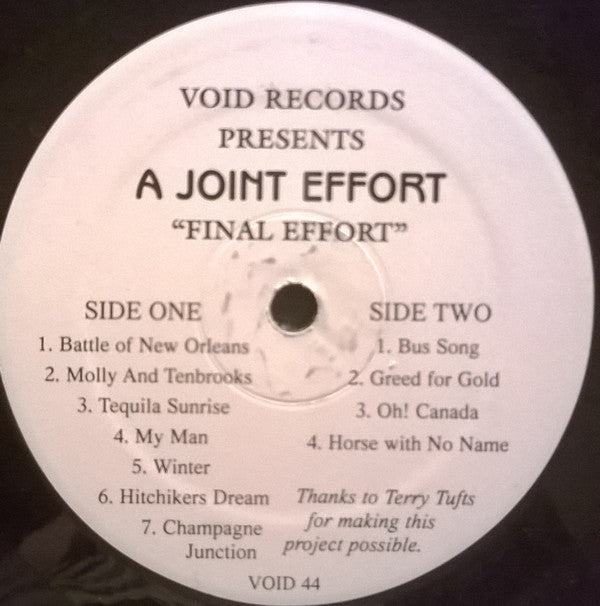 VOID RECORDS
PRESENTS
A JOINT EFFORT
“FINAL EFFORT”
SIDE ONE
1. Battle of New Orleans
2. Molly And Tenbrooks
3. Tequila Sunrise
4. My Man
5. Winter
6. Hitchikers Dream
7. Champagne
Junction
SIDE TWO
1. Bus Song
2. Greed for Gold
3. Oh! Canada
4. Horse with No Name
Thanks to Terry Tufts
for making this
project possible.
VOID 44